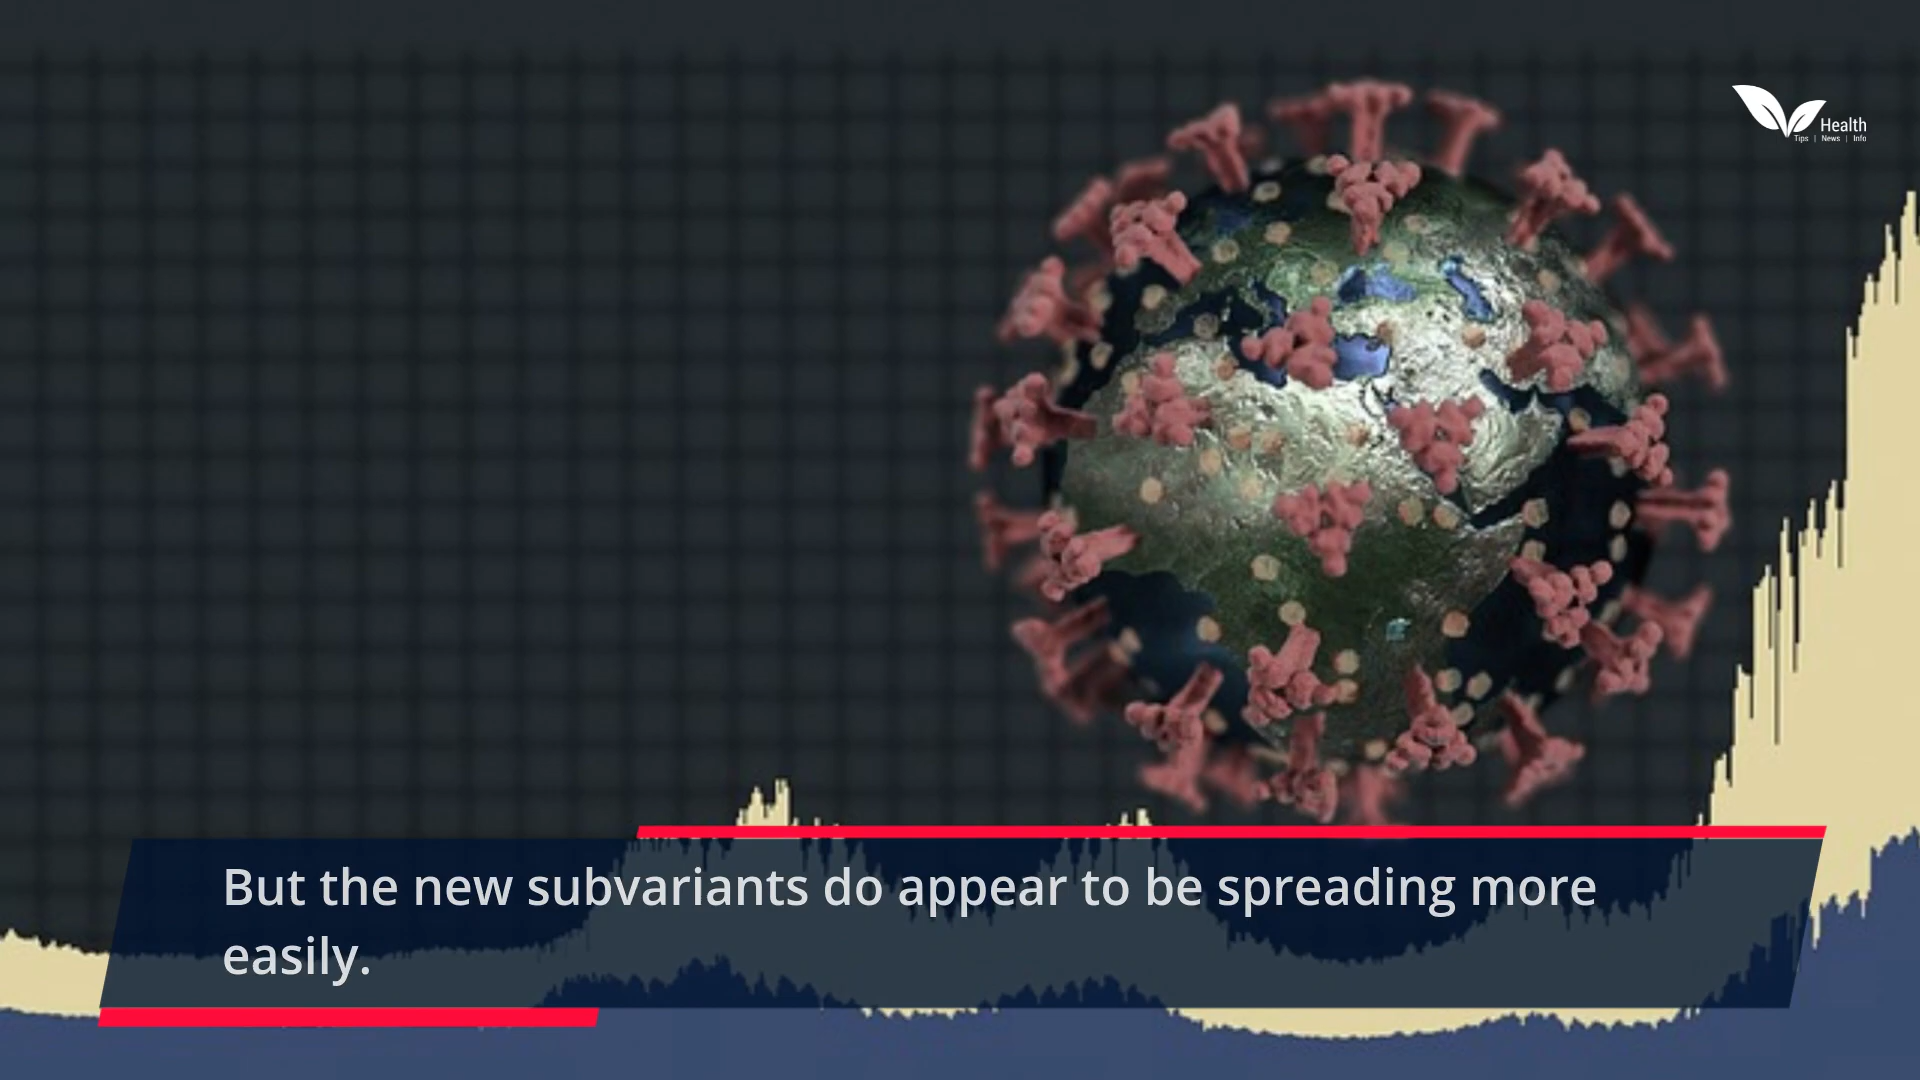 Health
Tips | News | Info
But the new subvariants do appear to be spreading more
easily.